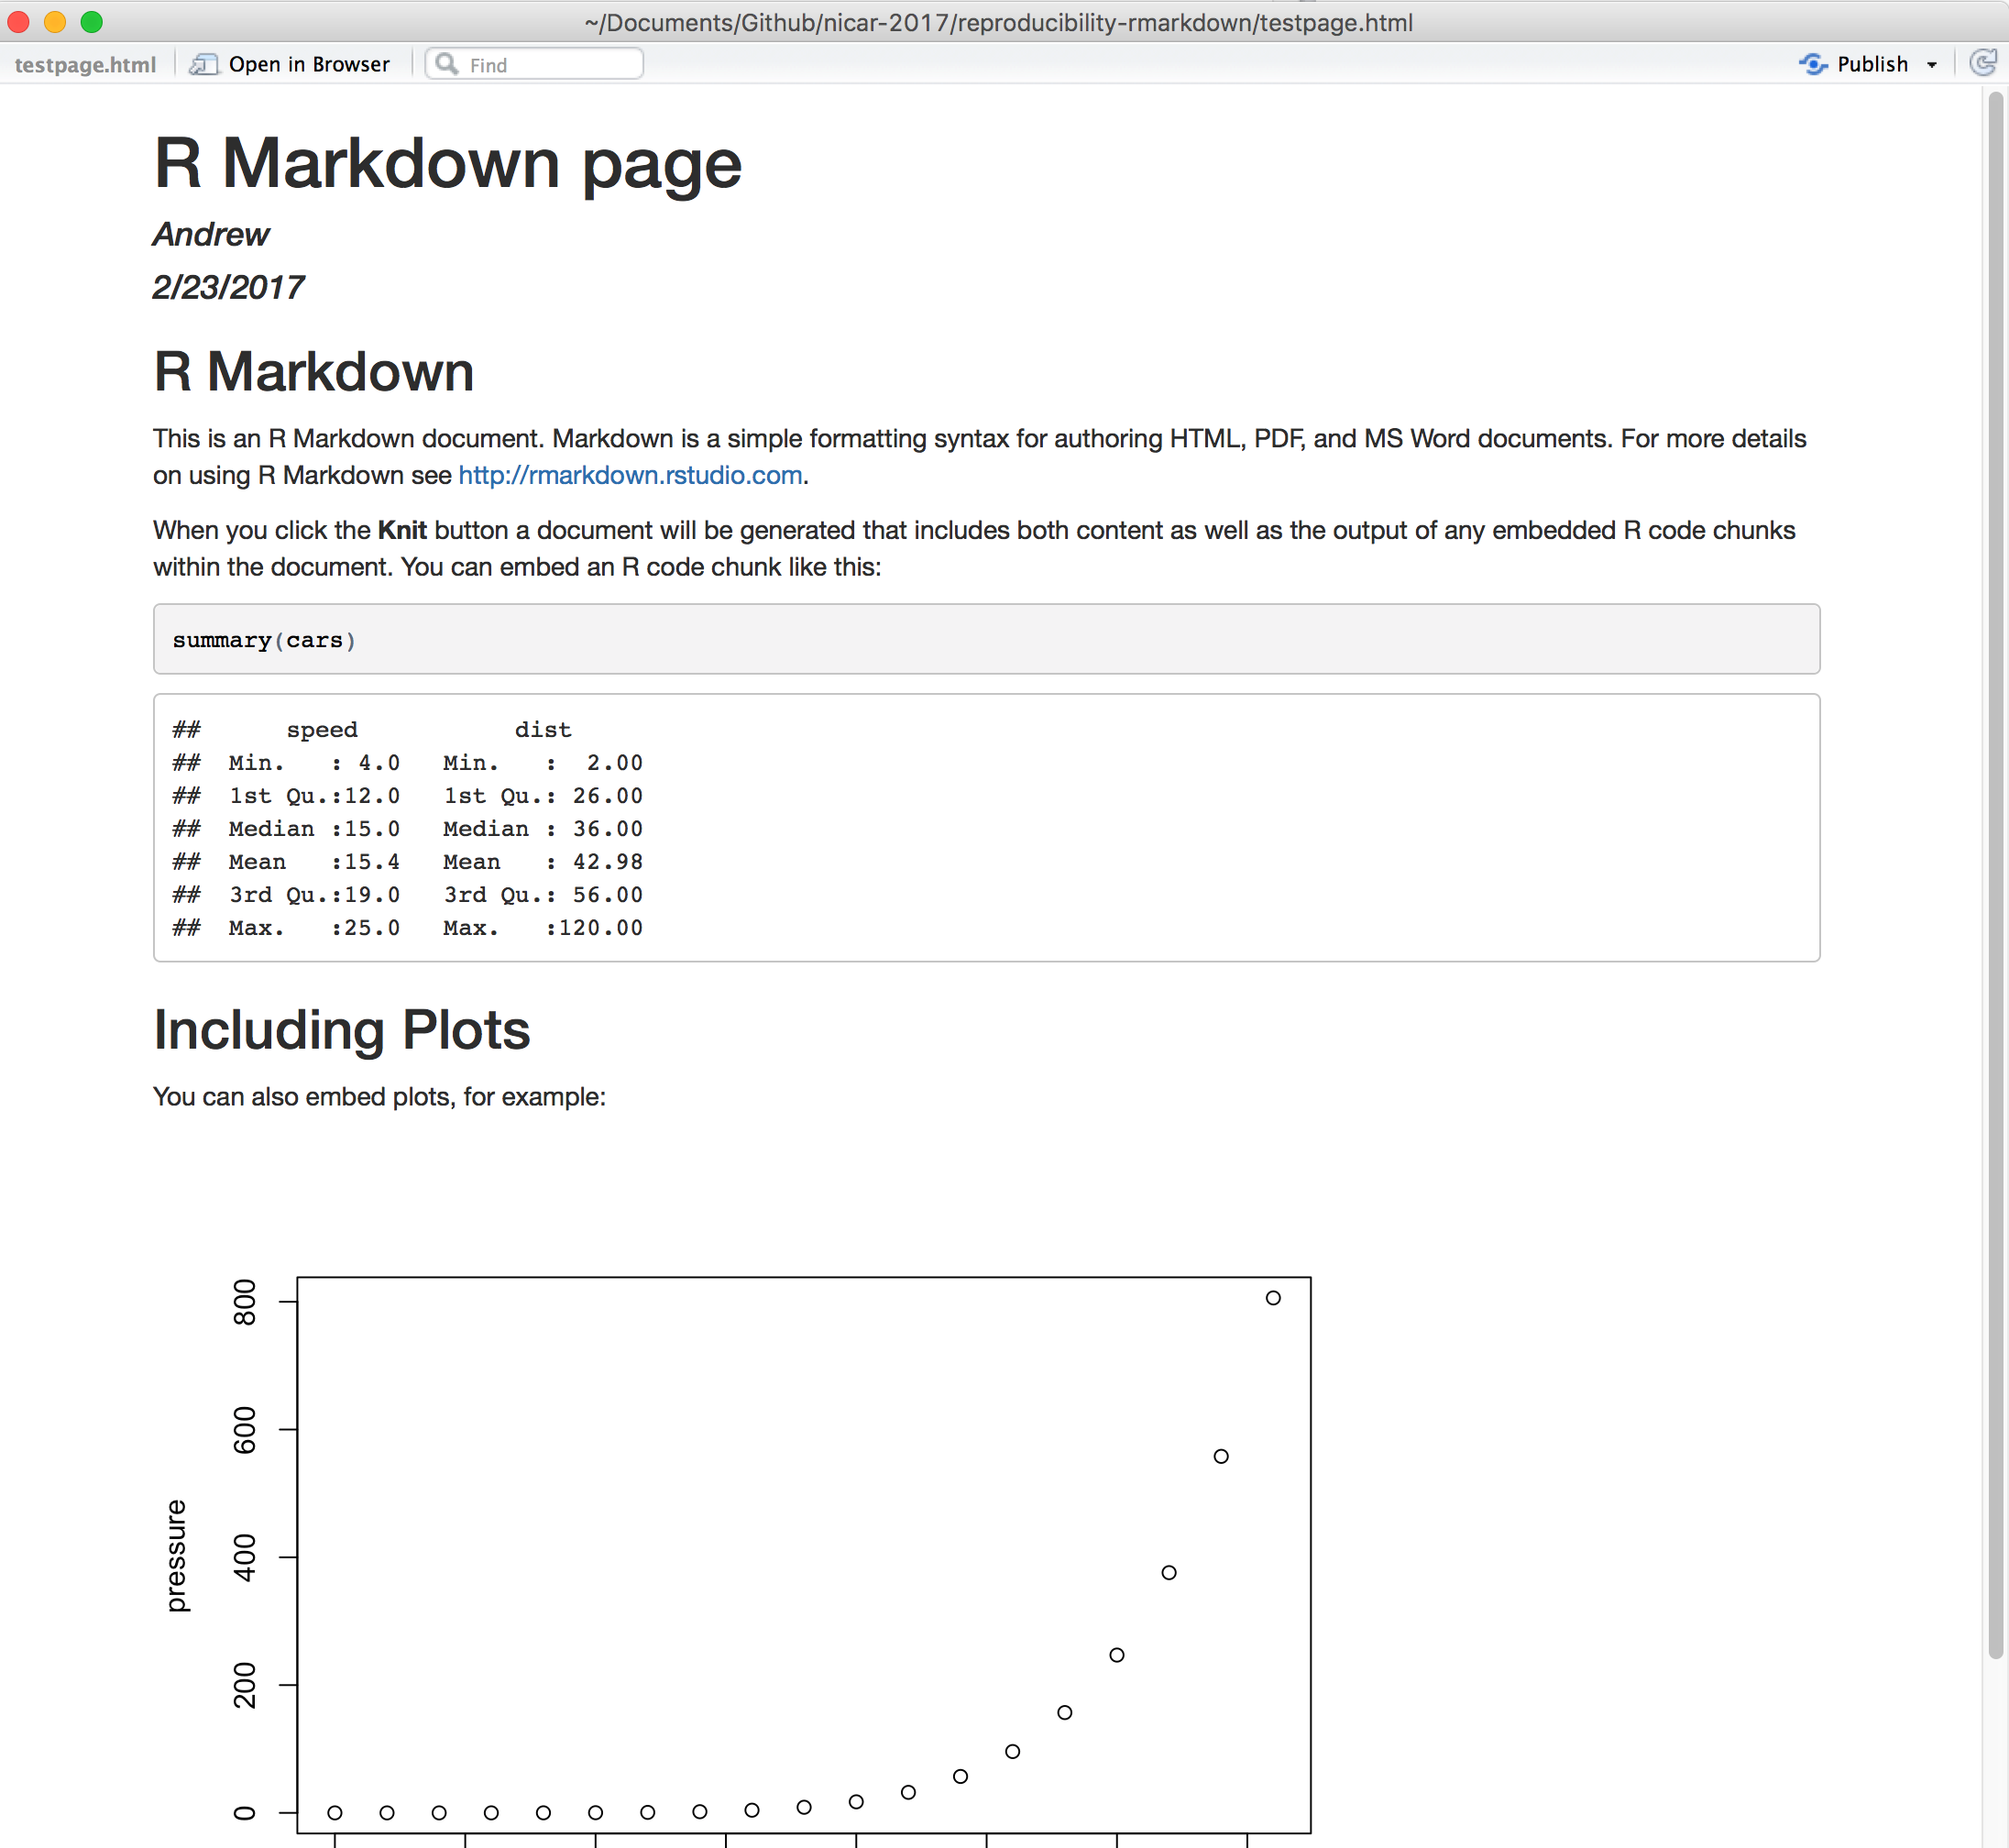 ~/Documents/Github/nicar-2017/reproducibility-rmarkdown/testpage.html
testpage.html Open in Browser Find Publish
R Markdown page
Andrew
2/23/2017
R Markdown
This is an R Markdown document. Markdown is a simple formatting syntax for authoring HTML, PDF, and MS Word documents. For more details
on using R Markdown see http://rmarkdown.rstudio.com.
When you click the Knit button a document will be generated that includes both content as well as the output of any embedded R code chunks
within the document. You can embed an R code chunk like this:
summary(cars)
##      speed           dist
##  Min.   : 4.0   Min.   :  2.00
##  1st Qu.:12.0   1st Qu.: 26.00
##  Median :15.0   Median : 36.00
##  Mean   :15.4   Mean   : 42.98
##  3rd Qu.:19.0   3rd Qu.: 56.00
##  Max.   :25.0   Max.   :120.00
Including Plots
You can also embed plots, for example:
800
600
400
200
0
pressure